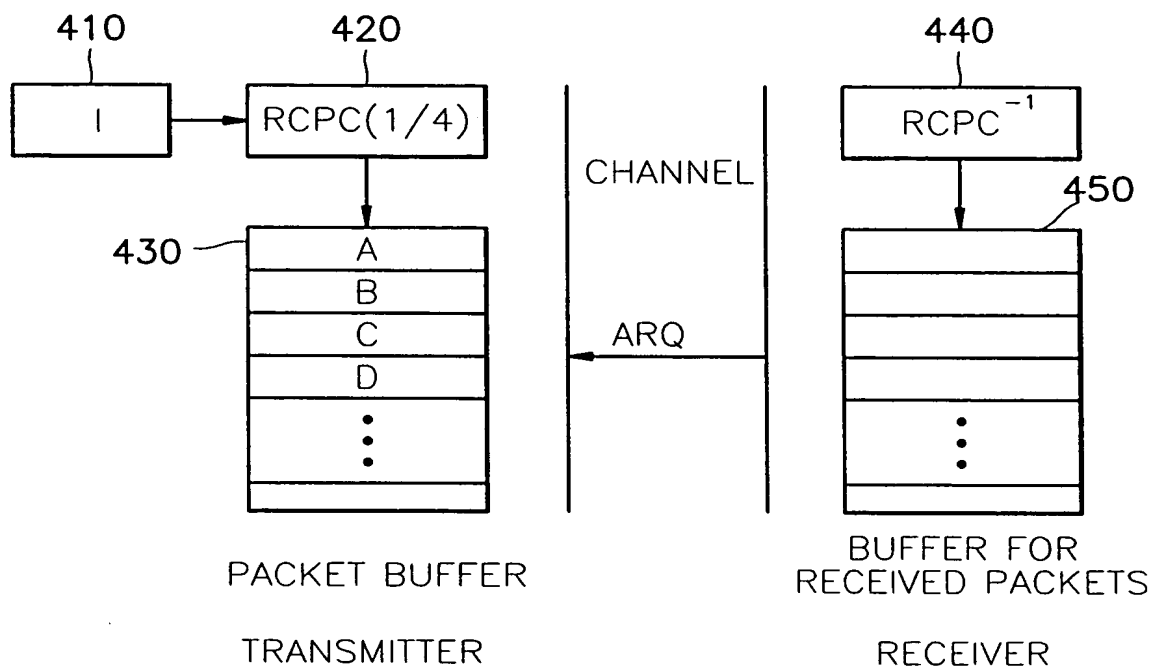 410
420
440
I
RCPC(1/4)
RCPC⁻¹
CHANNEL
450
430
A
B
C
D
ARQ
PACKET BUFFER
BUFFER FOR
RECEIVED PACKETS
TRANSMITTER
RECEIVER